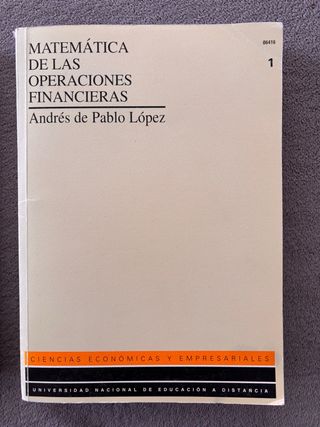 06416
1
MATEMÁTICA
DE LAS
OPERACIONES
FINANCIERAS
Andrés de Pablo López
CIENCIAS ECONÓMICAS Y EMPRESARIALES
UNIVERSIDAD NACIONAL DE EDUCACIÓN A DISTANCIA